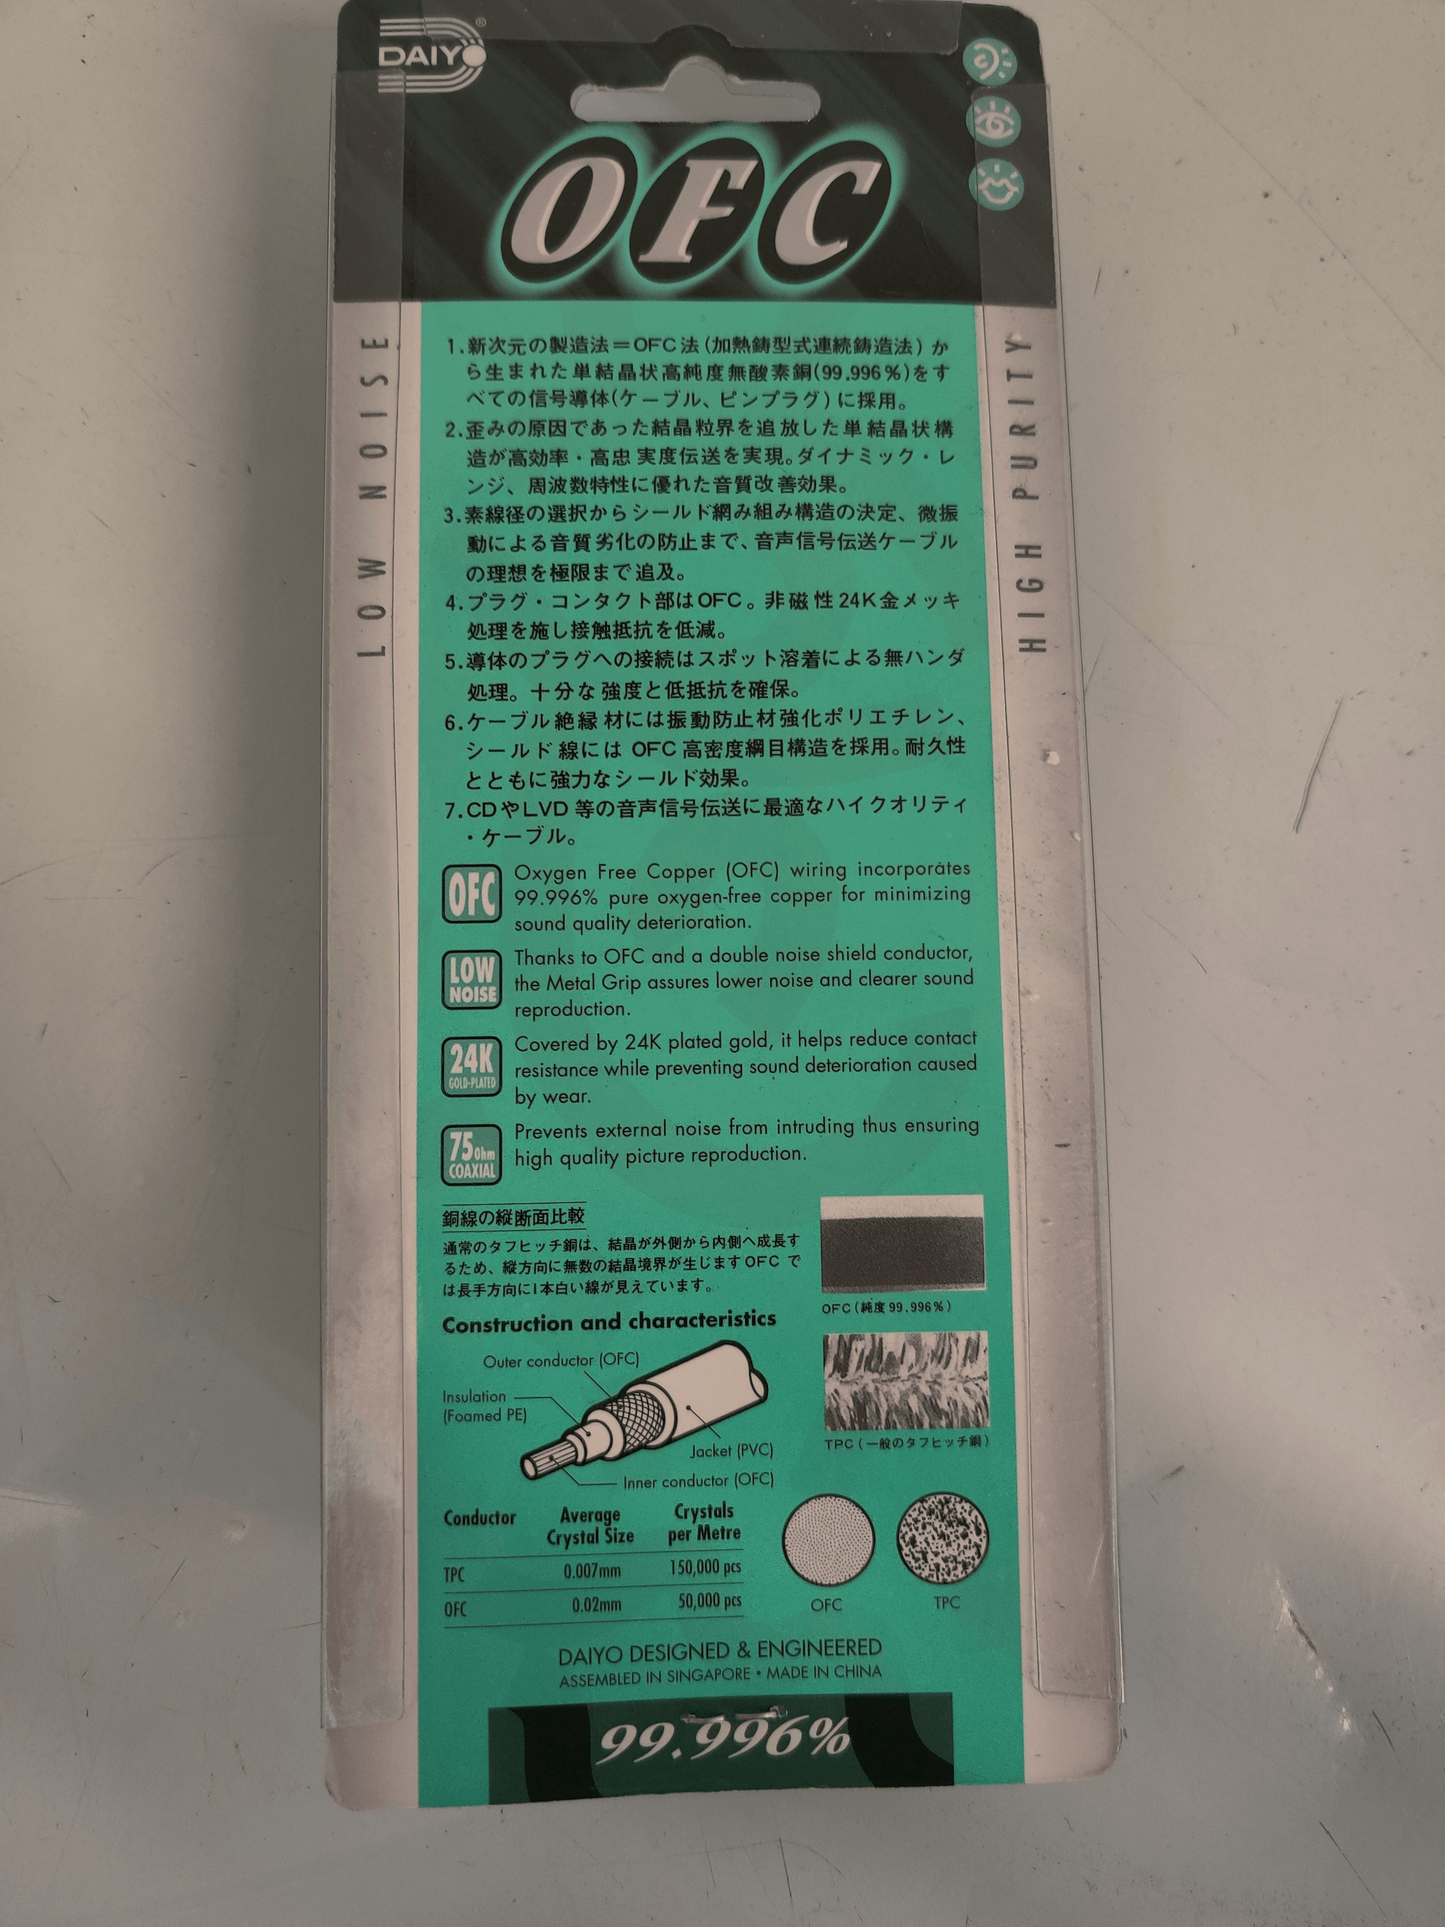 DAIYO®
OFC
LOW NOISE
HIGH PURITY
1.新次元の製造法=OFC法(加熱鋳型式連続鋳造法)か
ら生まれた単結晶状高純度無酸素銅(99.996%)をす
べての信号導体(ケーブル、ピンプラグ)に採用。
2.歪みの原因であった結晶粒界を追放した単結晶状構
造が高効率・高忠実度伝送を実現。ダイナミック・レ
ンジ、周波数特性に優れた音質改善効果。
3.素線径の選択からシールド網み組み構造の決定、微振
動による音質劣化の防止まで、音声信号伝送ケーブル
の理想を極限まで追及。
4.プラグ・コンタクト部はOFC。非磁性24K金メッキ
処理を施し接触抵抗を低減。
5.導体のプラグへの接続はスポット溶着による無ハンダ
処理。十分な強度と低抵抗を確保。
6.ケーブル絶縁材には振動防止材強化ポリエチレン、
シールド線には OFC高密度綱目構造を採用。耐久性
とともに強力なシールド効果。
7.CDやLVD等の音声信号伝送に最適なハイクオリティ
・ケーブル。
OFC
Oxygen Free Copper (OFC) wiring incorporates
99.996% pure oxygen-free copper for minimizing
sound quality deterioration.
LOW
NOISE
Thanks to OFC and a double noise shield conductor,
the Metal Grip assures lower noise and clearer sound
reproduction.
24K
GOLD-PLATED
Covered by 24K plated gold, it helps reduce contact
resistance while preventing sound deterioration caused
by wear.
75Ohm
COAXIAL
Prevents external noise from intruding thus ensuring
high quality picture reproduction.
銅線の縦断面比較
通常のタフヒッチ銅は、結晶が外側から内側へ成長す
るため、縦方向に無数の結晶境界が生じますOFCで
は長手方向に1本白い線が見えています。
OFC(純度99.996%)
TPC(一般のタフヒッチ銅)
Construction and characteristics
Outer conductor (OFC)
Insulation
(Foamed PE)
Jacket (PVC)
Inner conductor (OFC)
Conductor Average Crystals
Crystal Size per Metre
TPC 0.007mm 150,000 pcs
OFC 0.02mm 50,000 pcs
OFC TPC
DAIYO DESIGNED & ENGINEERED
ASSEMBLED IN SINGAPORE • MADE IN CHINA
99.996%